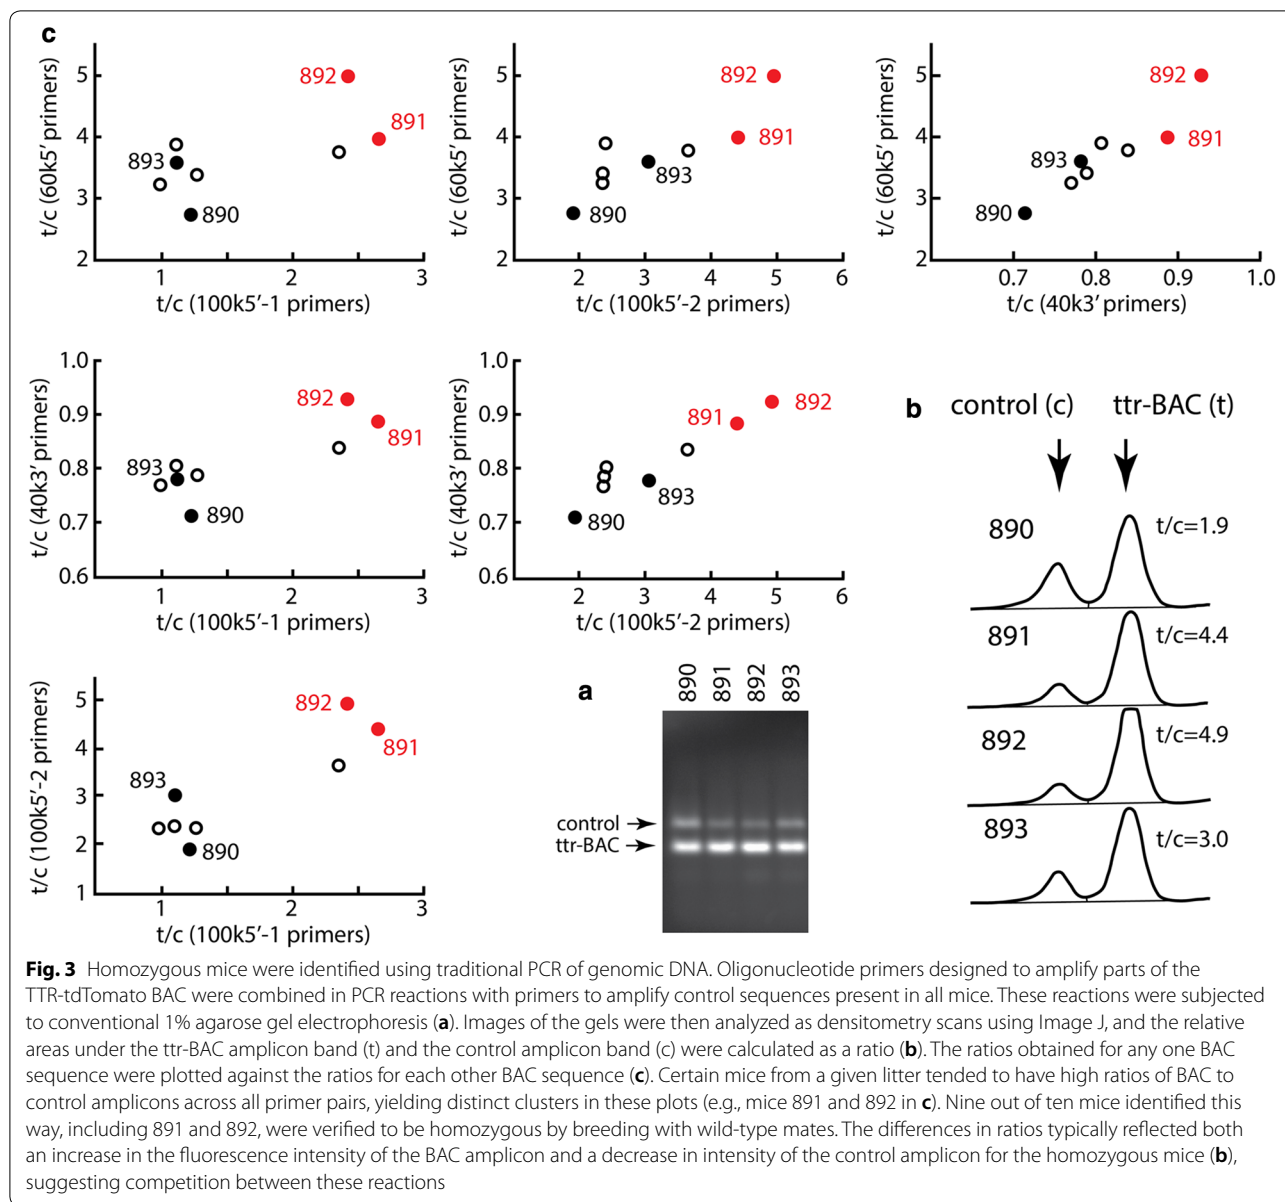 c
t/c (60k5′ primers)
5
4
3
2
892
891
893
890
1
2
3
t/c (100k5′-1 primers)
t/c (60k5′ primers)
5
4
3
2
892
891
893
890
2
3
4
5
6
t/c (100k5′-2 primers)
t/c (60k5′ primers)
5
4
3
2
892
891
893
890
0.7
0.8
0.9
1.0
t/c (40k3′ primers)
t/c (40k3′ primers)
1.0
0.9
0.8
0.7
0.6
892
891
893
890
1
2
3
t/c (100k5′-1 primers)
t/c (40k3′ primers)
1.0
0.9
0.8
0.7
0.6
891
892
893
890
2
3
4
5
6
t/c (100k5′-2 primers)
t/c (100k5′-2 primers)
5
4
3
2
1
892
891
893
890
1
2
3
t/c (100k5′-1 primers)
a
890 891 892 893
control
ttr-BAC
b
control (c) ttr-BAC (t)
890 t/c=1.9
891 t/c=4.4
892 t/c=4.9
893 t/c=3.0
Fig. 3 Homozygous mice were identified using traditional PCR of genomic DNA. Oligonucleotide primers designed to amplify parts of the
TTR-tdTomato BAC were combined in PCR reactions with primers to amplify control sequences present in all mice. These reactions were subjected
to conventional 1% agarose gel electrophoresis (a). Images of the gels were then analyzed as densitometry scans using Image J, and the relative
areas under the ttr-BAC amplicon band (t) and the control amplicon band (c) were calculated as a ratio (b). The ratios obtained for any one BAC
sequence were plotted against the ratios for each other BAC sequence (c). Certain mice from a given litter tended to have high ratios of BAC to
control amplicons across all primer pairs, yielding distinct clusters in these plots (e.g., mice 891 and 892 in c). Nine out of ten mice identified this
way, including 891 and 892, were verified to be homozygous by breeding with wild-type mates. The differences in ratios typically reflected both
an increase in the fluorescence intensity of the BAC amplicon and a decrease in intensity of the control amplicon for the homozygous mice (b),
suggesting competition between these reactions